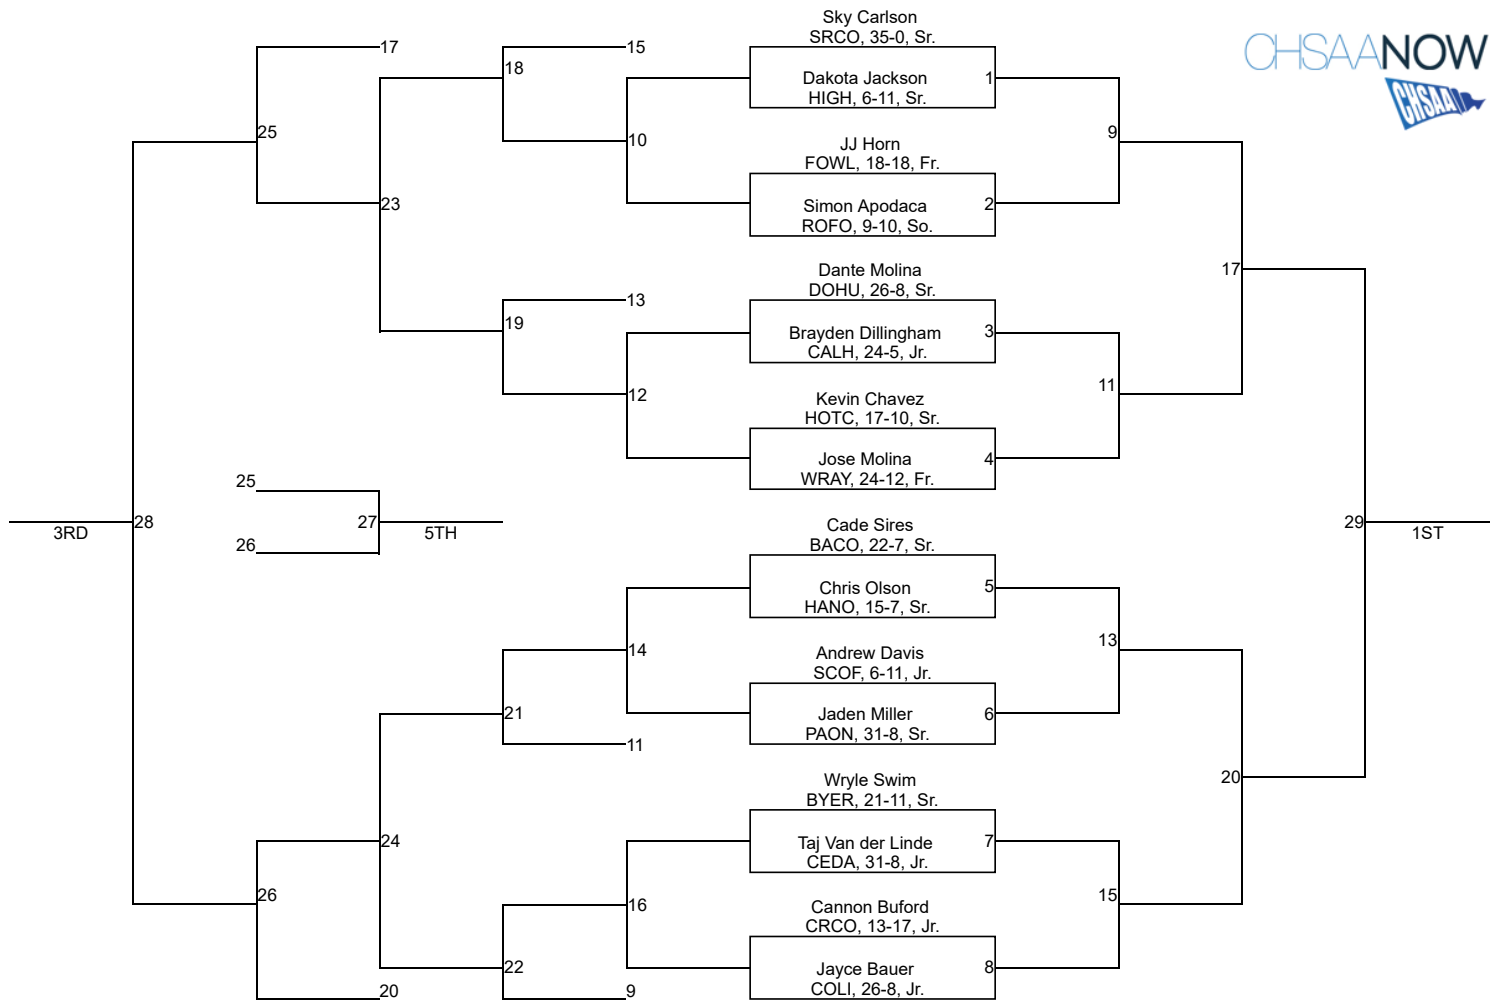 Sky Carlson
SRCO, 35-0, Sr.
Dakota Jackson
HIGH, 6-11, Sr.
1
JJ Horn
FOWL, 18-18, Fr.
Simon Apodaca
ROFO, 9-10, So.
2
Dante Molina
DOHU, 26-8, Sr.
Brayden Dillingham
CALH, 24-5, Jr.
3
Kevin Chavez
HOTC, 17-10, Sr.
Jose Molina
WRAY, 24-12, Fr.
4
Cade Sires
BACO, 22-7, Sr.
Chris Olson
HANO, 15-7, Sr.
5
Andrew Davis
SCOF, 6-11, Jr.
Jaden Miller
PAON, 31-8, Sr.
6
Wryle Swim
BYER, 21-11, Sr.
Taj Van der Linde
CEDA, 31-8, Jr.
7
Cannon Buford
CRCO, 13-17, Jr.
Jayce Bauer
COLI, 26-8, Jr.
8
9
11
13
15
17
20
29
1ST
CHSAANOW
CHSAA
15
10
13
12
14
11
16
9
18
19
21
22
17
23
24
20
25
26
25
26
27
5TH
28
3RD